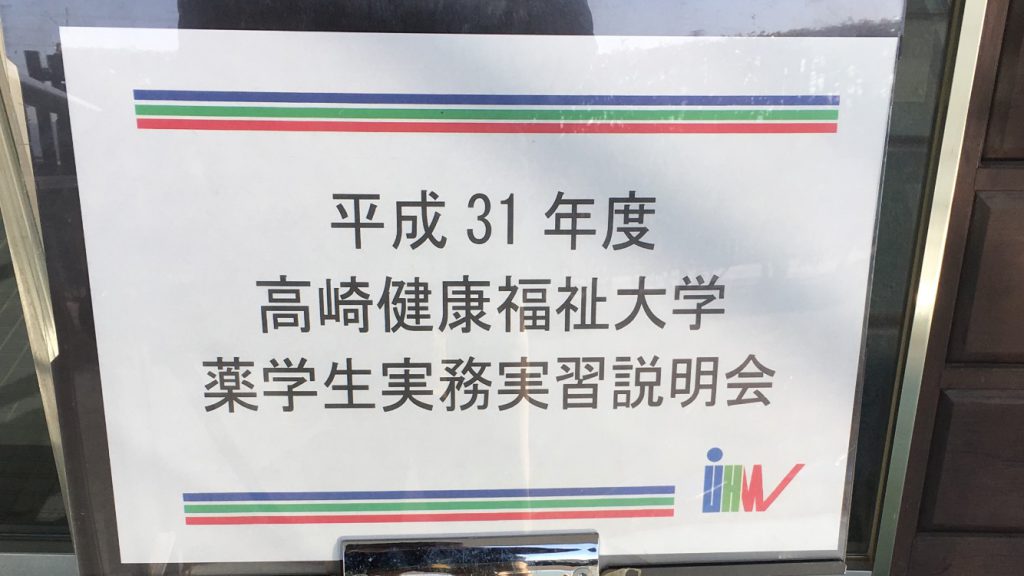 平成 31 年度
高崎健康福祉大学
薬学生実務実習説明会
UHW